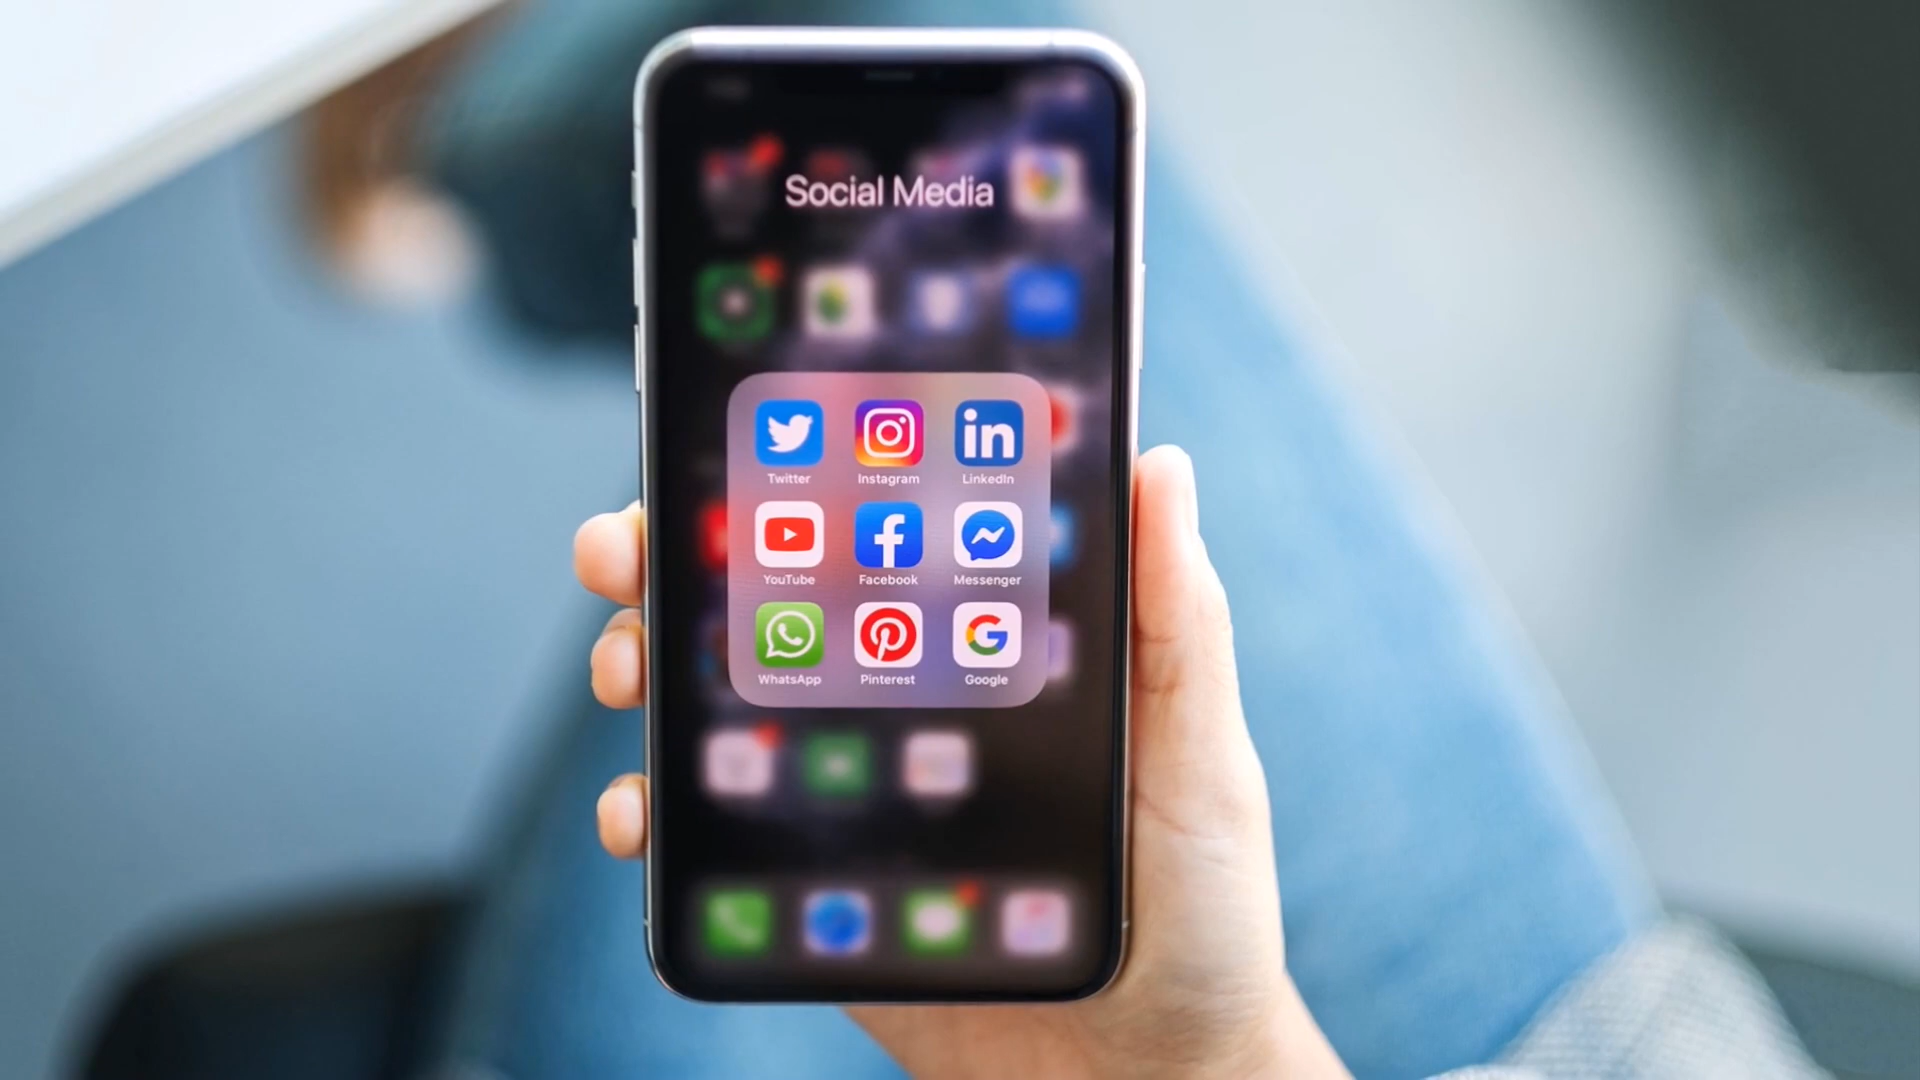 Social Media
Twitter Instagram LinkedIn
YouTube Facebook Messenger
WhatsApp Pinterest Google